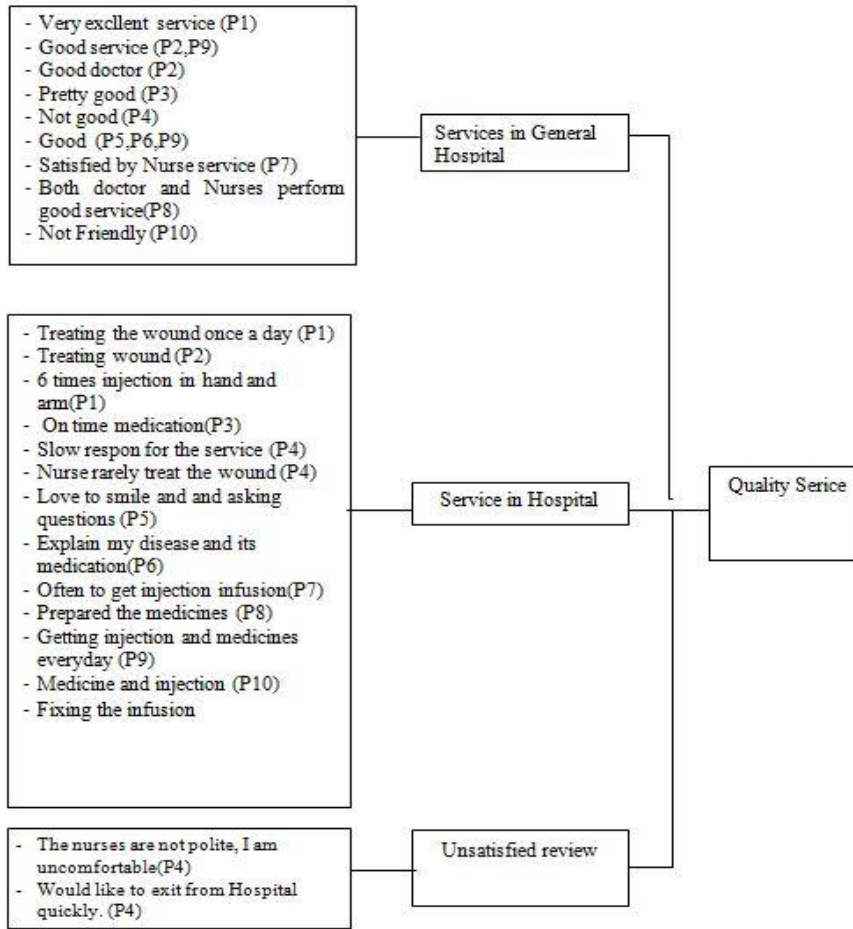 - Very excllent service (P1)
- Good service (P2,P9)
- Good doctor (P2)
- Pretty good (P3)
- Not good (P4)
- Good (P5,P6,P9)
- Satisfied by Nurse service (P7)
- Both doctor and Nurses perform
good service(P8)
- Not Friendly (P10)
Services in General
Hospital
- Treating the wound once a day (P1)
- Treating wound (P2)
- 6 times injection in hand and
arm(P1)
- On time medication(P3)
- Slow respon for the service (P4)
- Nurse rarely treat the wound (P4)
- Love to smile and and asking
questions (P5)
- Explain my disease and its
medication(P6)
- Often to get injection infusion(P7)
- Prepared the medicines (P8)
- Getting injection and medicines
everyday (P9)
- Medicine and injection (P10)
- Fixing the infusion
Service in Hospital
Quality Serice
- The nurses are not polite, I am
uncomfortable(P4)
- Would like to exit from Hospital
quickly. (P4)
Unsatisfied review